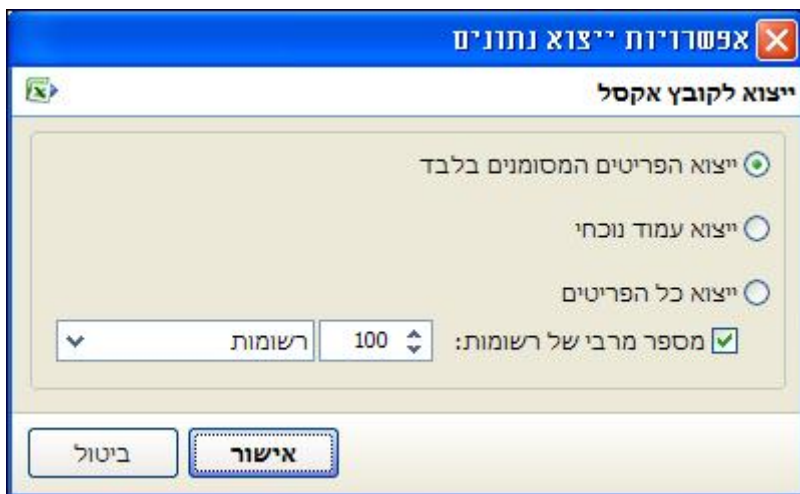 אפשרויות ייצוא נתונים
ייצוא לקובץ אקסל
ייצוא הפריטים המסומנים בלבד
ייצוא עמוד נוכחי
ייצוא כל הפריטים
מספר מרבי של רשומות: 100 רשומות
אישור ביטול